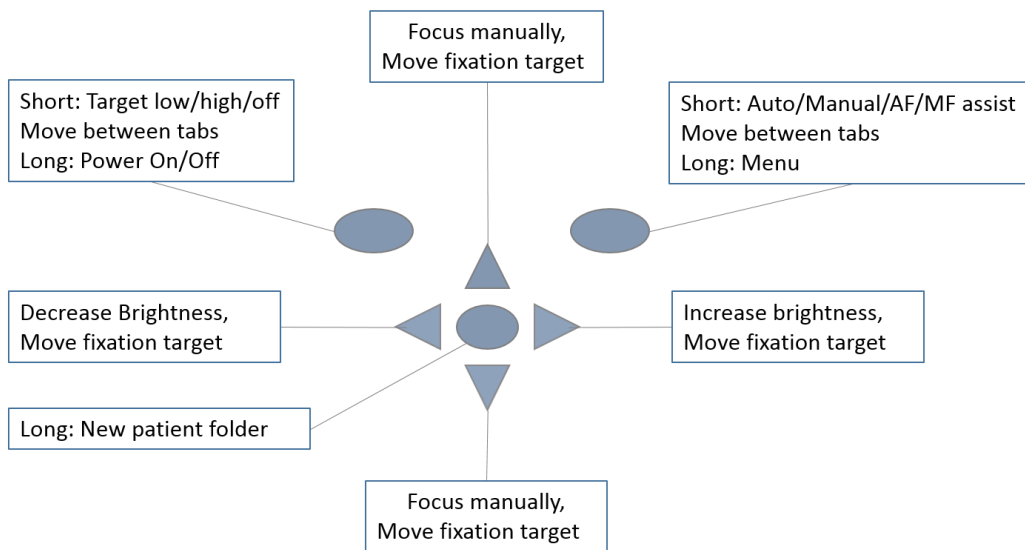 Focus manually,
Move fixation target
Short: Target low/high/off
Move between tabs
Long: Power On/Off
Short: Auto/Manual/AF/MF assist
Move between tabs
Long: Menu
Decrease Brightness,
Move fixation target
Increase brightness,
Move fixation target
Long: New patient folder
Focus manually,
Move fixation target